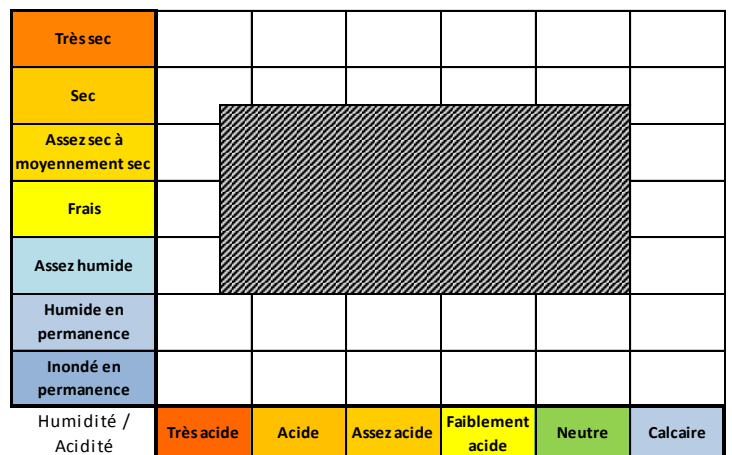 Très sec
Sec
Assez sec à
moyennement sec
Frais
Assez humide
Humide en
permanence
Inondé en
permanence
Humidité /
Acidité
Très acide
Acide
Assez acide
Faiblement
acide
Neutre
Calcaire